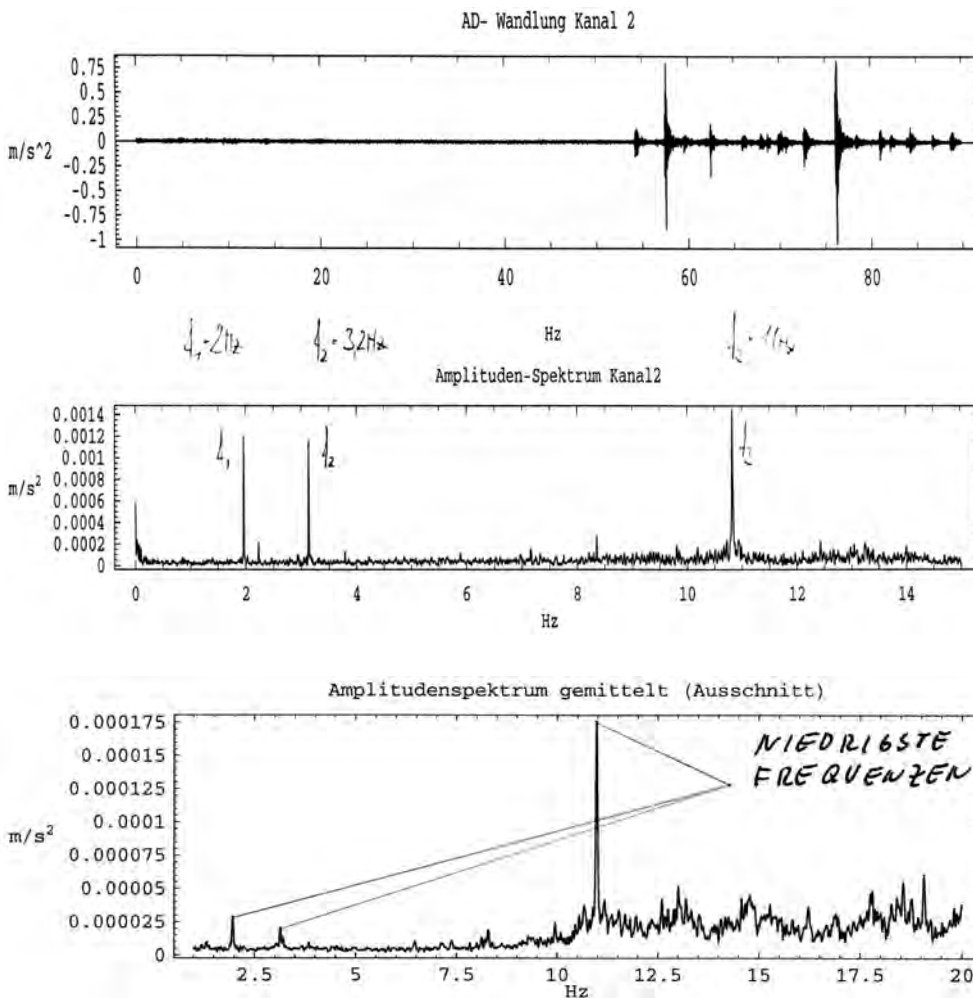 AD- Wandlung Kanal 2
0.75
0.5
0.25
0
m/s^2
-0.25
-0.5
-0.75
-1
0 20 40 60 80
Hz
f₁=2Hz f₂=3,2Hz =11Hz
Amplituden-Spektrum Kanal2
0.0014
0.0012
0.001
0.0008
m/s²
0.0006
0.0004
0.0002
0
f₁ f₂
0 2 4 6 8 10 12 14
Hz
Amplitudenspektrum gemittelt (Ausschnitt)
0.000175
0.00015
0.000125
0.0001
m/s²
0.000075
0.00005
0.000025
0
NIEDRIGSTE
FREQUENZEN
2.5 5 7.5 10 12.5 15 17.5 20
Hz